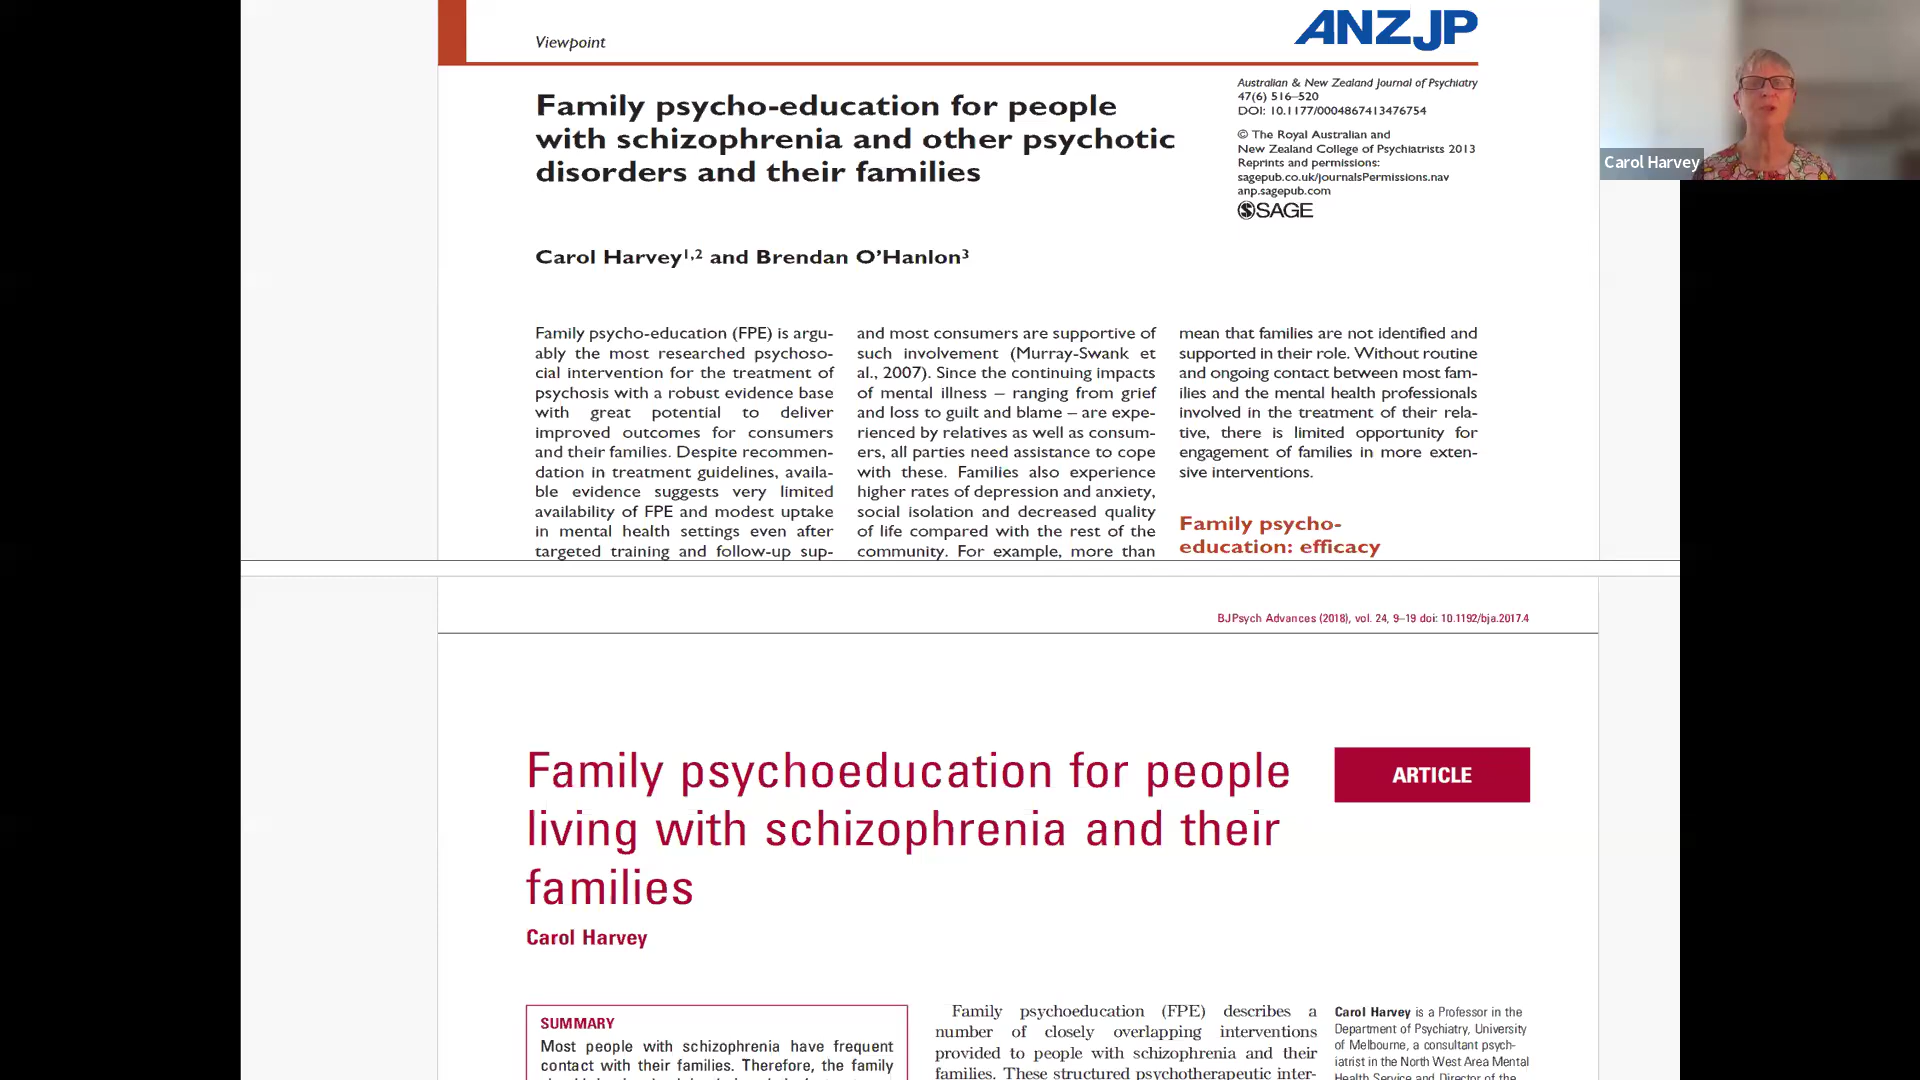 Viewpoint
ANZJP
Australian & New Zealand Journal of Psychiatry
47(6) 516–520
DOI: 10.1177/0004867413476754
© The Royal Australian and
New Zealand College of Psychiatrists 2013
Reprints and permissions:
sagepub.co.uk/journalsPermissions.nav
anp.sagepub.com
SAGE
Family psycho-education for people
with schizophrenia and other psychotic
disorders and their families
Carol Harvey1,2 and Brendan O’Hanlon3
Family psycho-education (FPE) is argu-
ably the most researched psychoso-
cial intervention for the treatment of
psychosis with a robust evidence base
with great potential to deliver
improved outcomes for consumers
and their families. Despite recommen-
dation in treatment guidelines, availa-
ble evidence suggests very limited
availability of FPE and modest uptake
in mental health settings even after
targeted training and follow-up sup-
and most consumers are supportive of
such involvement (Murray-Swank et
al., 2007). Since the continuing impacts
of mental illness – ranging from grief
and loss to guilt and blame – are expe-
rienced by relatives as well as consum-
ers, all parties need assistance to cope
with these. Families also experience
higher rates of depression and anxiety,
social isolation and decreased quality
of life compared with the rest of the
community. For example, more than
mean that families are not identified and
supported in their role. Without routine
and ongoing contact between most fam-
ilies and the mental health professionals
involved in the treatment of their rela-
tive, there is limited opportunity for
engagement of families in more exten-
sive interventions.
Family psycho-
education: efficacy
Carol Harvey
BJPsych Advances (2018), vol. 24, 9–19 doi: 10.1192/bja.2017.4
Family psychoeducation for people
living with schizophrenia and their
families
ARTICLE
Carol Harvey
SUMMARY
Most people with schizophrenia have frequent
contact with their families. Therefore, the family
Family psychoeducation (FPE) describes a
number of closely overlapping interventions
provided to people with schizophrenia and their
families. These structured psychotherapeutic inter-
Carol Harvey is a Professor in the
Department of Psychiatry, University
of Melbourne, a consultant psych-
iatrist in the North West Area Mental
Health Service and Director of the